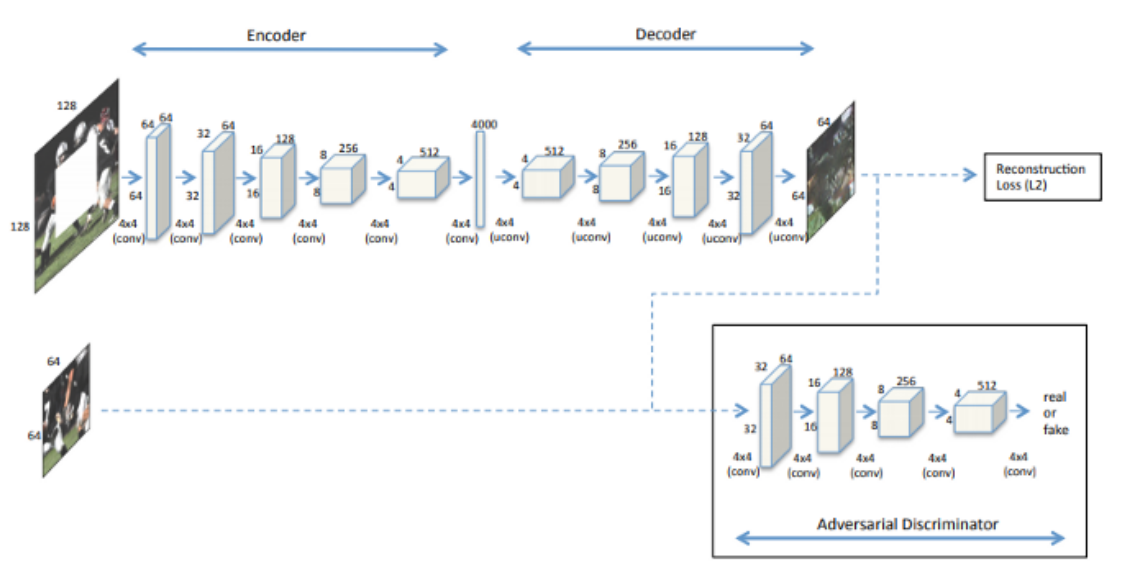 Encoder
Decoder
128
128
64 64
64
32 64
32
16 128
16
8 256
8
4 512
4
4000
4 512
4
8 256
8
16 128
16
32 64
32
64
64
4x4 4x4 4x4 4x4 4x4 4x4 4x4 4x4 4x4 4x4 4x4
(conv) (conv) (conv) (conv) (conv) (conv) (uconv) (uconv) (uconv) (uconv) (uconv)
Reconstruction
Loss (L2)
64
64
32 64
32
16 128
16
8 256
8
4 512
4
real
or
fake
4x4 4x4 4x4 4x4 4x4
(conv) (conv) (conv) (conv) (conv)
Adversarial Discriminator